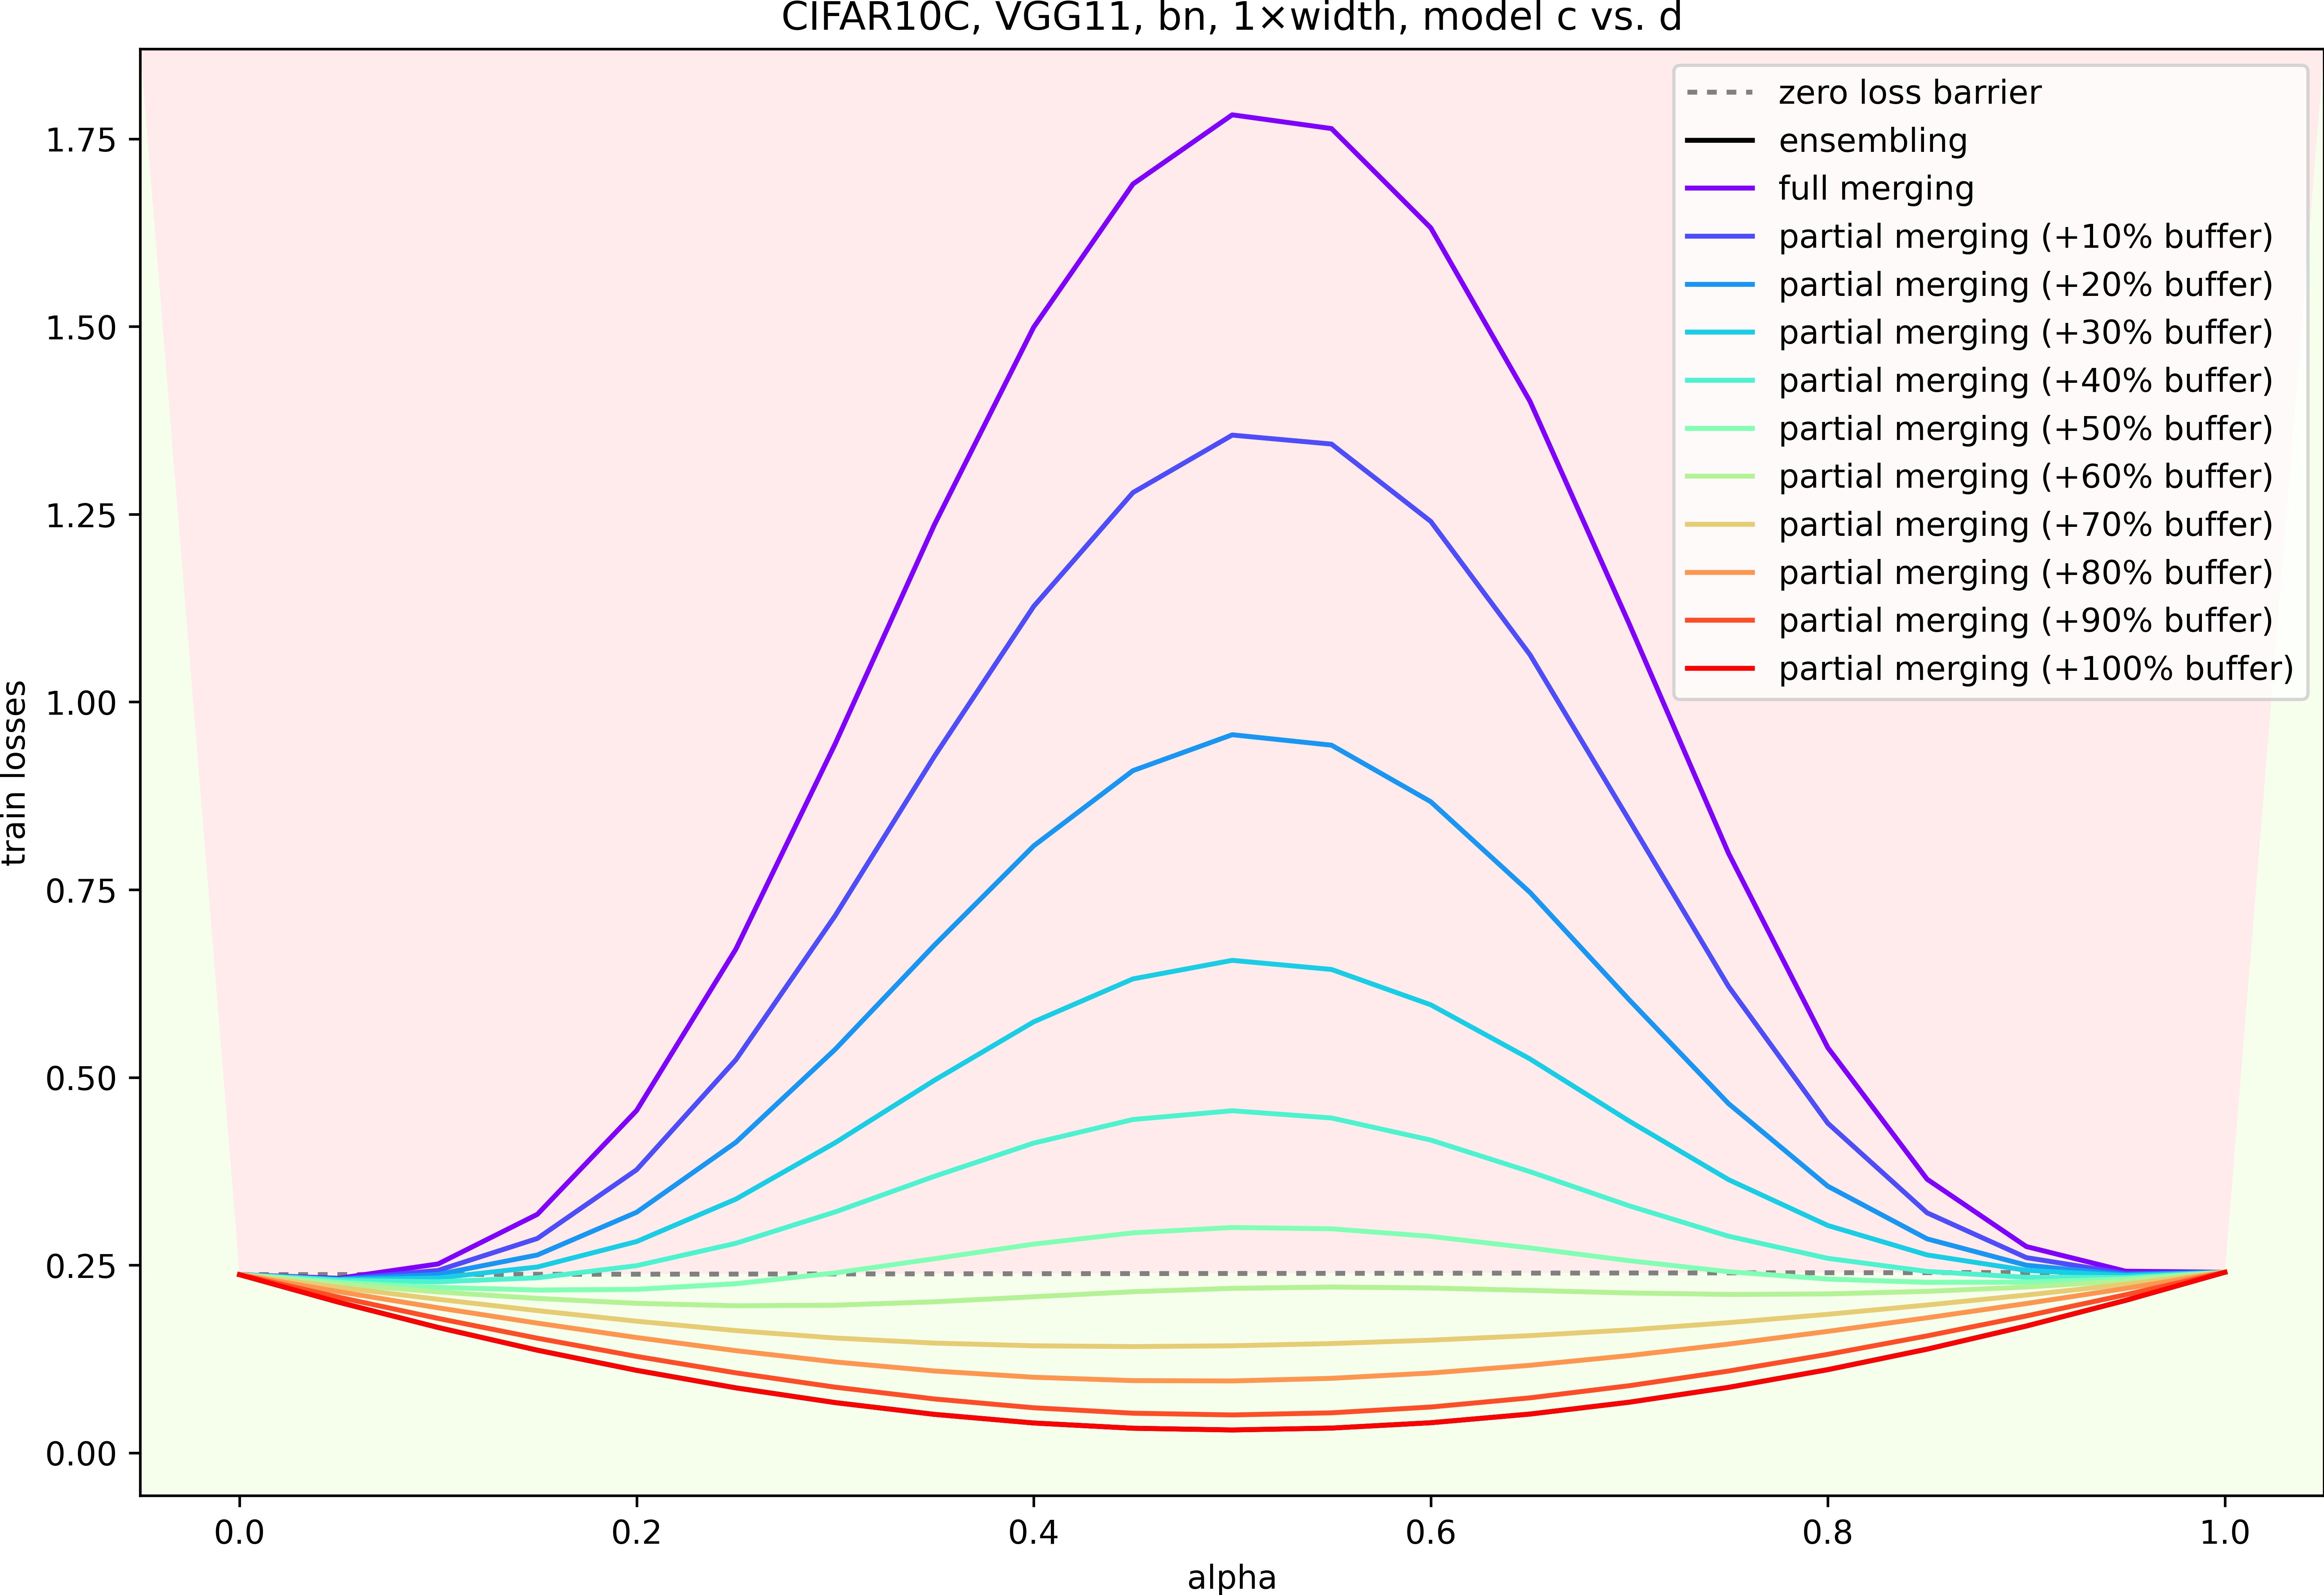 CIFAR10C, VGG11, bn, 1×width, model c vs. d
train losses
1.75
1.50
1.25
1.00
0.75
0.50
0.25
0.00
zero loss barrier
ensembling
full merging
partial merging (+10% buffer)
partial merging (+20% buffer)
partial merging (+30% buffer)
partial merging (+40% buffer)
partial merging (+50% buffer)
partial merging (+60% buffer)
partial merging (+70% buffer)
partial merging (+80% buffer)
partial merging (+90% buffer)
partial merging (+100% buffer)
0.0 0.2 0.4 0.6 0.8 1.0
alpha